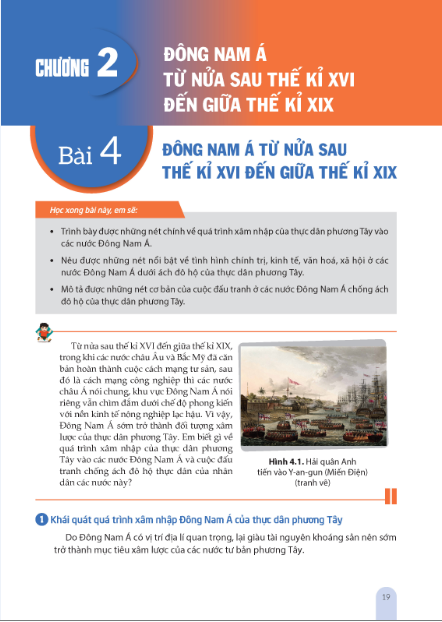 CHƯƠNG 2
ĐÔNG NAM Á
TỪ NỬA SAU THẾ KỈ XVI
ĐẾN GIỮA THẾ KỈ XIX
Bài 4
ĐÔNG NAM Á TỪ NỬA SAU
THẾ KỈ XVI ĐẾN GIỮA THẾ KỈ XIX
Học xong bài này, em sẽ:
• Trình bày được những nét chính về quá trình xâm nhập của thực dân phương Tây vào
các nước Đông Nam Á.
• Nêu được những nét nổi bật về tình hình chính trị, kinh tế, văn hoá, xã hội ở các
nước Đông Nam Á dưới ách đô hộ của thực dân phương Tây.
• Mô tả được những nét cơ bản của cuộc đấu tranh ở các nước Đông Nam Á chống ách
đô hộ của thực dân phương Tây.
Từ nửa sau thế kỉ XVI đến giữa thế kỉ XIX,
trong khi các nước châu Âu và Bắc Mỹ đã căn
bản hoàn thành cuộc cách mạng tư sản, sau
đó là cách mạng công nghiệp thì các nước
châu Á nói chung, khu vực Đông Nam Á nói
riêng vẫn chìm đắm dưới chế độ phong kiến
với nền kinh tế nông nghiệp lạc hậu. Vì vậy,
Đông Nam Á sớm trở thành đối tượng xâm
lược của thực dân phương Tây. Em biết gì về
quá trình xâm nhập của thực dân phương
Tây vào các nước Đông Nam Á và cuộc đấu
tranh chống ách đô hộ thực dân của nhân
dân các nước này?
Hình 4.1. Hải quân Anh
tiến vào Y-an-gun (Miến Điện)
(tranh vẽ)
1 Khái quát quá trình xâm nhập Đông Nam Á của thực dân phương Tây
Do Đông Nam Á có vị trí địa lí quan trọng, lại giàu tài nguyên khoáng sản nên sớm
trở thành mục tiêu xâm lược của các nước tư bản phương Tây.
19